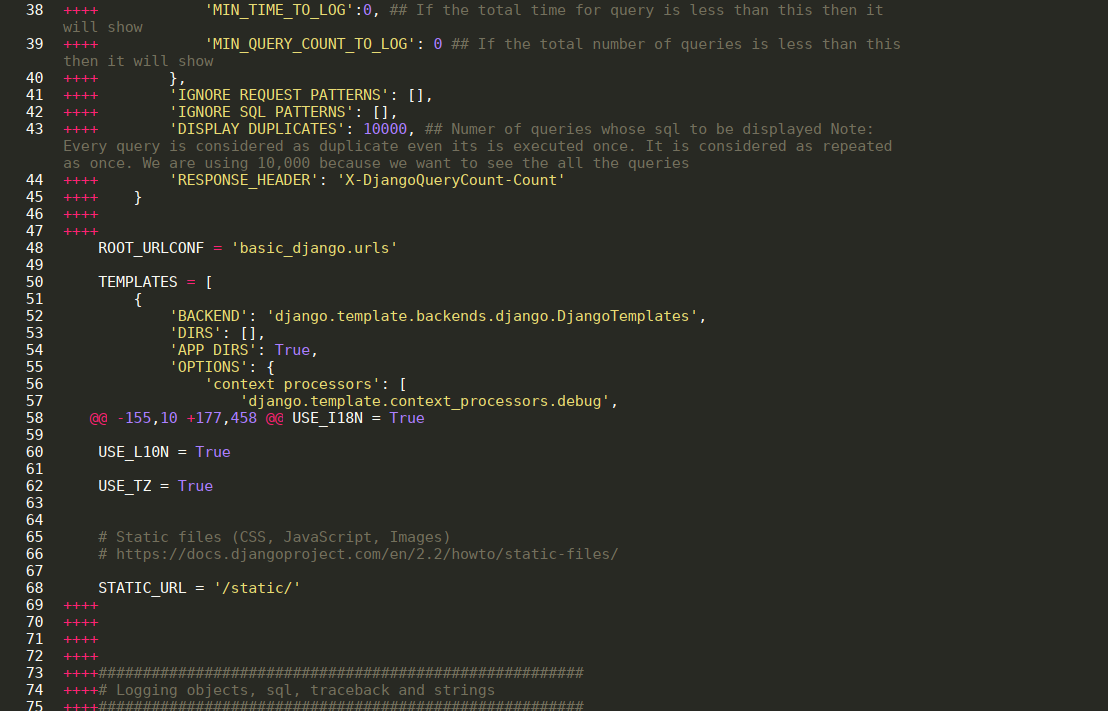 38 ++++ 'MIN_TIME_TO_LOG':0, ## If the total time for query is less than this then it
will show
39 ++++ 'MIN_QUERY_COUNT_TO_LOG': 0 ## If the total number of queries is less than this
then it will show
40 ++++ },
41 ++++ 'IGNORE_REQUEST_PATTERNS': [],
42 ++++ 'IGNORE_SQL_PATTERNS': [],
43 ++++ 'DISPLAY_DUPLICATES': 10000, ## Numer of queries whose sql to be displayed Note:
Every query is considered as duplicate even its is executed once. It is considered as repeated
as once. We are using 10,000 because we want to see the all the queries
44 ++++ 'RESPONSE_HEADER': 'X-DjangoQueryCount-Count'
45 ++++ }
46 ++++
47 ++++
48 ROOT_URLCONF = 'basic_django.urls'
49
50 TEMPLATES = [
51 {
52 'BACKEND': 'django.template.backends.django.DjangoTemplates',
53 'DIRS': [],
54 'APP_DIRS': True,
55 'OPTIONS': {
56 'context_processors': [
57 'django.template.context_processors.debug',
58 @@ -155,10 +177,458 @@ USE_I18N = True
59
60 USE_L10N = True
61
62 USE_TZ = True
63
64
65 # Static files (CSS, JavaScript, Images)
66 # https://docs.djangoproject.com/en/2.2/howto/static-files/
67
68 STATIC_URL = '/static/'
69 ++++
70 ++++
71 ++++
72 ++++
73 ++++#######################################################
74 ++++# Logging objects, sql, traceback and strings
75 ++++#######################################################